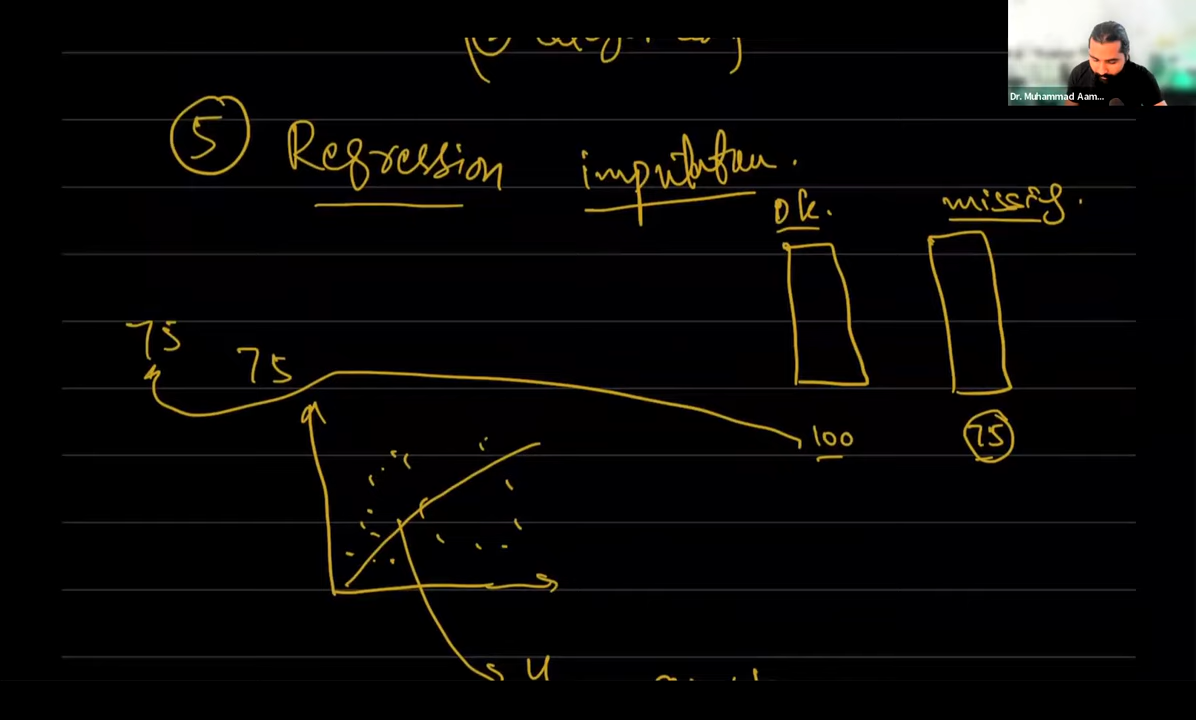 Dr. Muhammad Aam...
5 Regression imputation.
OK. missing.
75
75
100 75